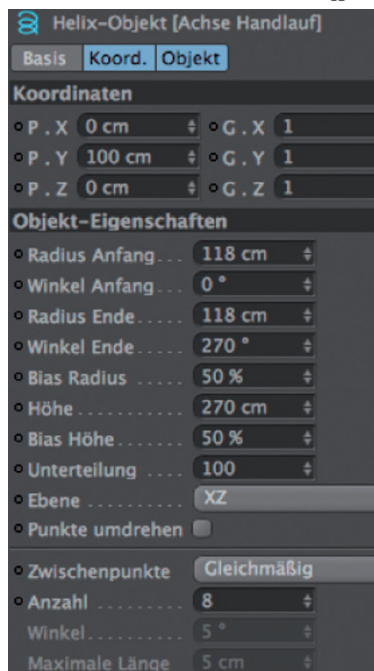 Helix-Objekt [Achse Handlauf]
Basis Koord. Objekt
Koordinaten
P . X 0 cm G . X 1
P . Y 100 cm G . Y 1
P . Z 0 cm G . Z 1
Objekt-Eigenschaften
Radius Anfang . . . 118 cm
Winkel Anfang . . . 0 °
Radius Ende . . . . . 118 cm
Winkel Ende . . . . . 270 °
Bias Radius . . . . . 50 %
Höhe . . . . . . . . . . 270 cm
Bias Höhe . . . . . . . 50 %
Unterteilung . . . . 100
Ebene . . . . . . . . . . XZ
Punkte umdrehen
Zwischenpunkte Gleichmäßig
Anzahl . . . . . . . . . 8
Winkel . . . . . . . . . 5 °
Maximale Länge 5 cm